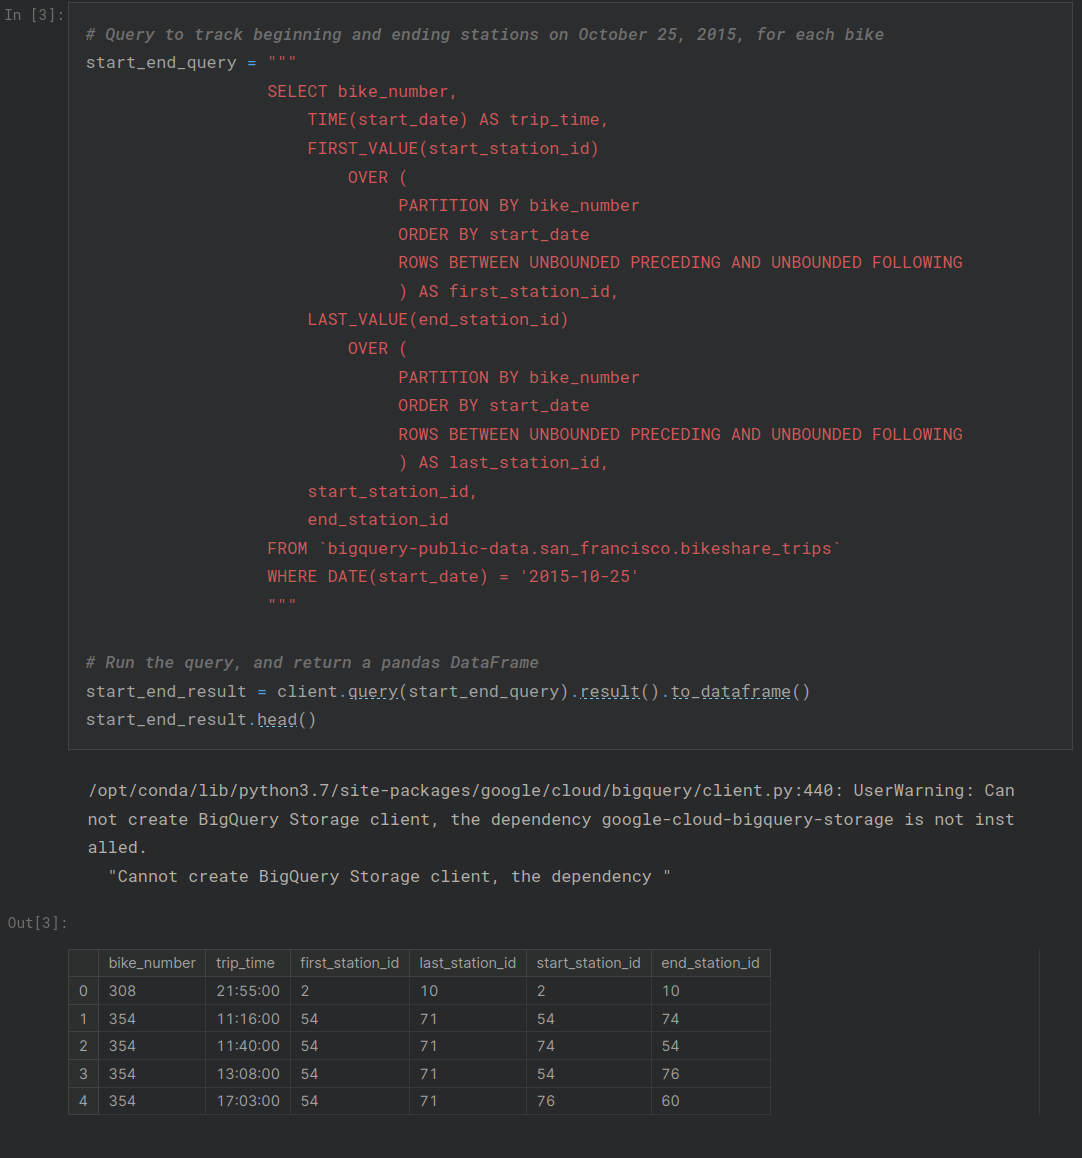 In [3]:
# Query to track beginning and ending stations on October 25, 2015, for each bike
start_end_query = """
SELECT bike_number,
TIME(start_date) AS trip_time,
FIRST_VALUE(start_station_id)
OVER (
PARTITION BY bike_number
ORDER BY start_date
ROWS BETWEEN UNBOUNDED PRECEDING AND UNBOUNDED FOLLOWING
) AS first_station_id,
LAST_VALUE(end_station_id)
OVER (
PARTITION BY bike_number
ORDER BY start_date
ROWS BETWEEN UNBOUNDED PRECEDING AND UNBOUNDED FOLLOWING
) AS last_station_id,
start_station_id,
end_station_id
FROM `bigquery-public-data.san_francisco.bikeshare_trips`
WHERE DATE(start_date) = '2015-10-25'
"""
# Run the query, and return a pandas DataFrame
start_end_result = client.query(start_end_query).result().to_dataframe()
start_end_result.head()
/opt/conda/lib/python3.7/site-packages/google/cloud/bigquery/client.py:440: UserWarning: Can
not create BigQuery Storage client, the dependency google-cloud-bigquery-storage is not inst
alled.
"Cannot create BigQuery Storage client, the dependency "
Out[3]:
bike_number trip_time first_station_id last_station_id start_station_id end_station_id
0 308 21:55:00 2 10 2 10
1 354 11:16:00 54 71 54 74
2 354 11:40:00 54 71 74 54
3 354 13:08:00 54 71 54 76
4 354 17:03:00 54 71 76 60